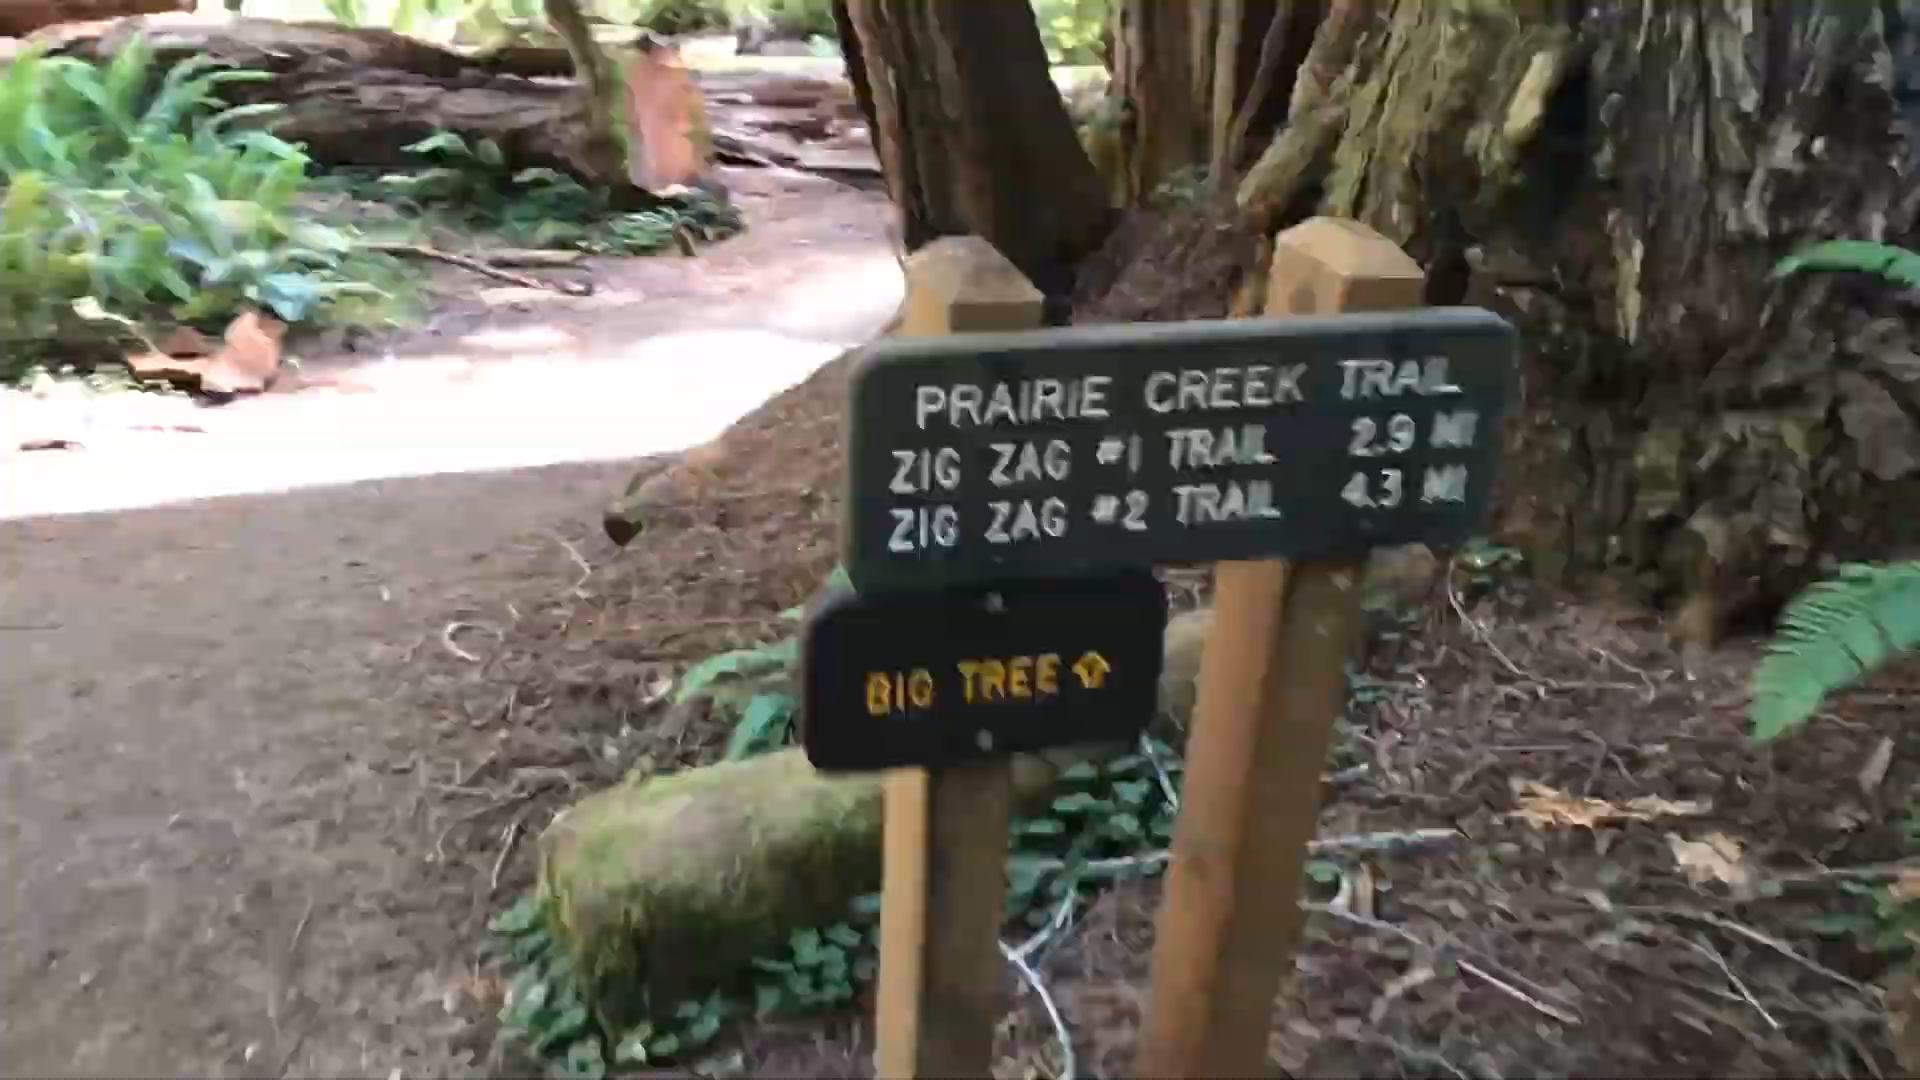 PRAIRIE CREEK TRAIL
ZIG ZAG #1 TRAIL 2.9 MI
ZIG ZAG #2 TRAIL 4.3 MI
BIG TREE ⇧